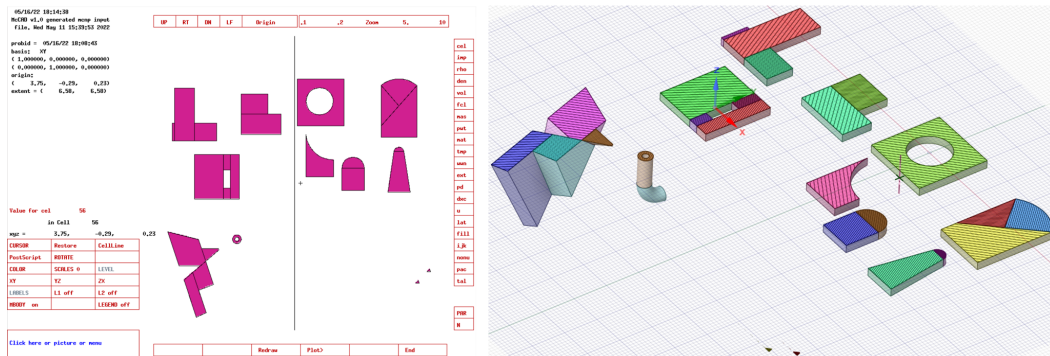 05/16/22 18:14:38
McCAD v1.0 generated mcnp input
file, Wed May 11 15:39:53 2022
probid = 05/16/22 18:08:43
basis: XY
( 1.000000, 0.000000, 0.000000)
( 0.000000, 1.000000, 0.000000)
origin:
( 3.75, -0.29, 0.23)
extent = ( 6.58, 6.58)
UP RT DN LF Origin .1 .2 Zoom 5. 10
cel
imp
rho
den
vol
fcl
mas
pwt
mat
tmp
wwn
ext
pd
dxc
u
lat
fill
ijk
nonu
pac
tal
PAR
N
Value for cel 56
in Cell 56
xyz = 3.75, -0.29, 0.23
CURSOR Restore CellLine
PostScript ROTATE
COLOR SCALES 0 LEVEL
XY YZ ZX
LABELS L1 off L2 off
MBODY on LEGEND off
Click here or picture or menu
Redraw Plot> End
Z
X